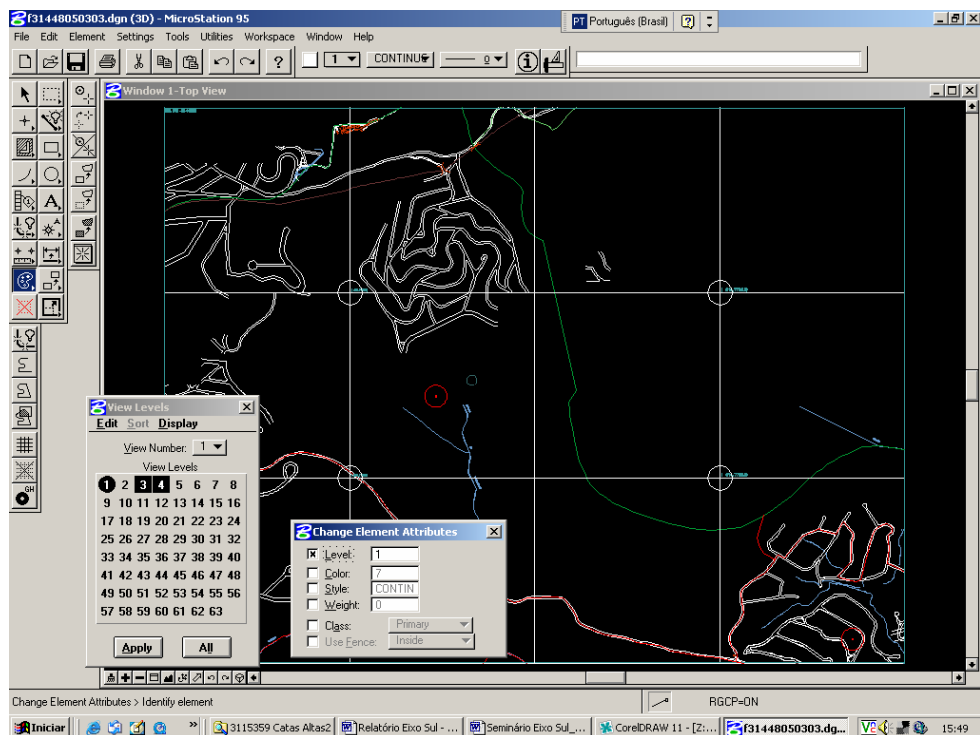 f31448050303.dgn (3D) - MicroStation 95
PT Português (Brasil)
File Edit Element Settings Tools Utilities Workspace Window Help
1 CONTINUE 0
Window 1-Top View
View Levels
Edit Sort Display
View Number: 1
View Levels
1 2 3 4 5 6 7 8
9 10 11 12 13 14 15 16
17 18 19 20 21 22 23 24
25 26 27 28 29 30 31 32
33 34 35 36 37 38 39 40
41 42 43 44 45 46 47 48
49 50 51 52 53 54 55 56
57 58 59 60 61 62 63
Apply All
Change Element Attributes
Level: 1
Color: 7
Style: CONTIN
Weight: 0
Class: Primary
Use Fence: Inside
GH
Change Element Attributes > Identify element
RGCP=ON
Iniciar
3115359 Catas Altas2
Relatório Eixo Sul - ...
Seminário Eixo Sul_...
CorelDRAW 11 - [Z:...
f31448050303.dg...
15:49